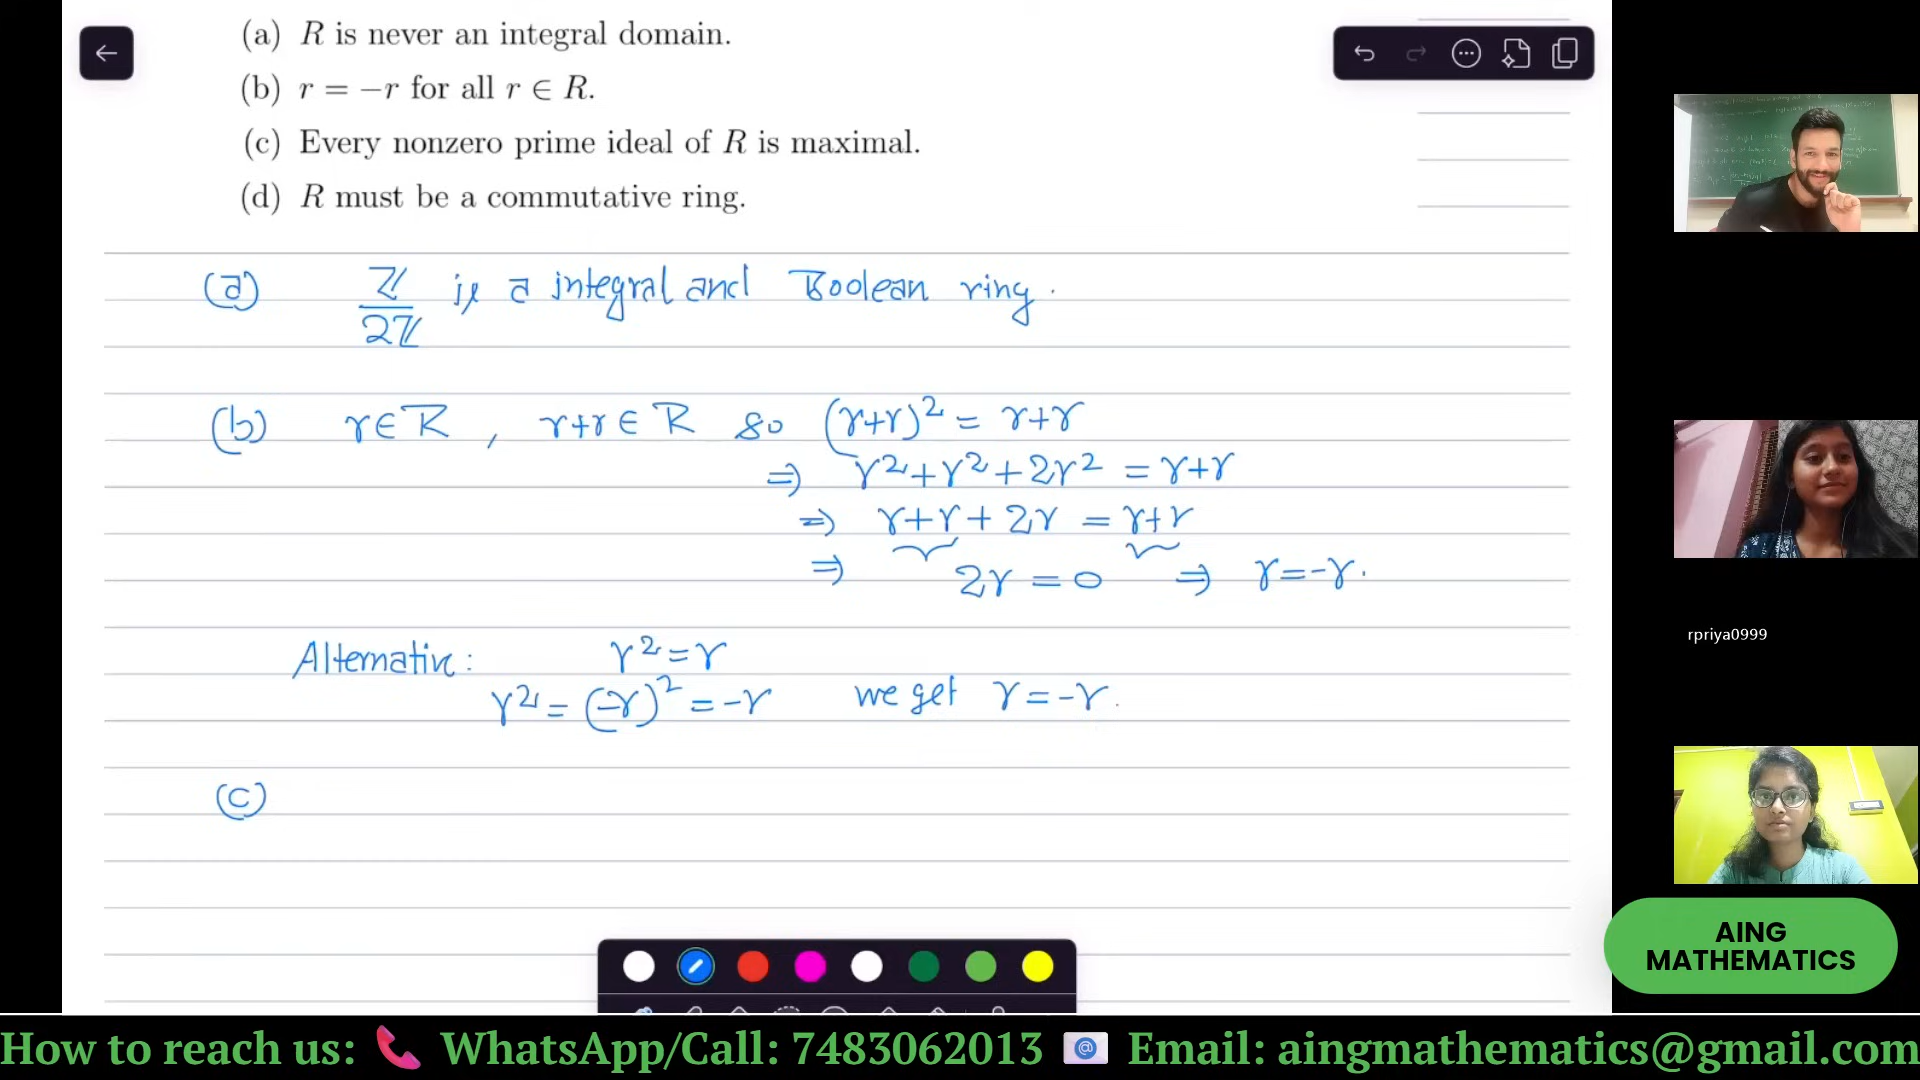 (a) R is never an integral domain.
(b) r = −r for all r ∈ R.
(c) Every nonzero prime ideal of R is maximal.
(d) R must be a commutative ring.
(a) ℤ/2ℤ is a integral and Boolean ring.
(b) r∈R, r+r∈R so (r+r)² = r+r
⇒ r²+r²+2r² = r+r
⇒ r+r+2r = r+r
⇒ 2r = 0 ⇒ r=-r.
Alternative: r²=r
r² = (-r)² = -r we get r=-r.
(c)
rpriya0999
AING
MATHEMATICS
How to reach us: WhatsApp/Call: 7483062013 Email: aingmathematics@gmail.com